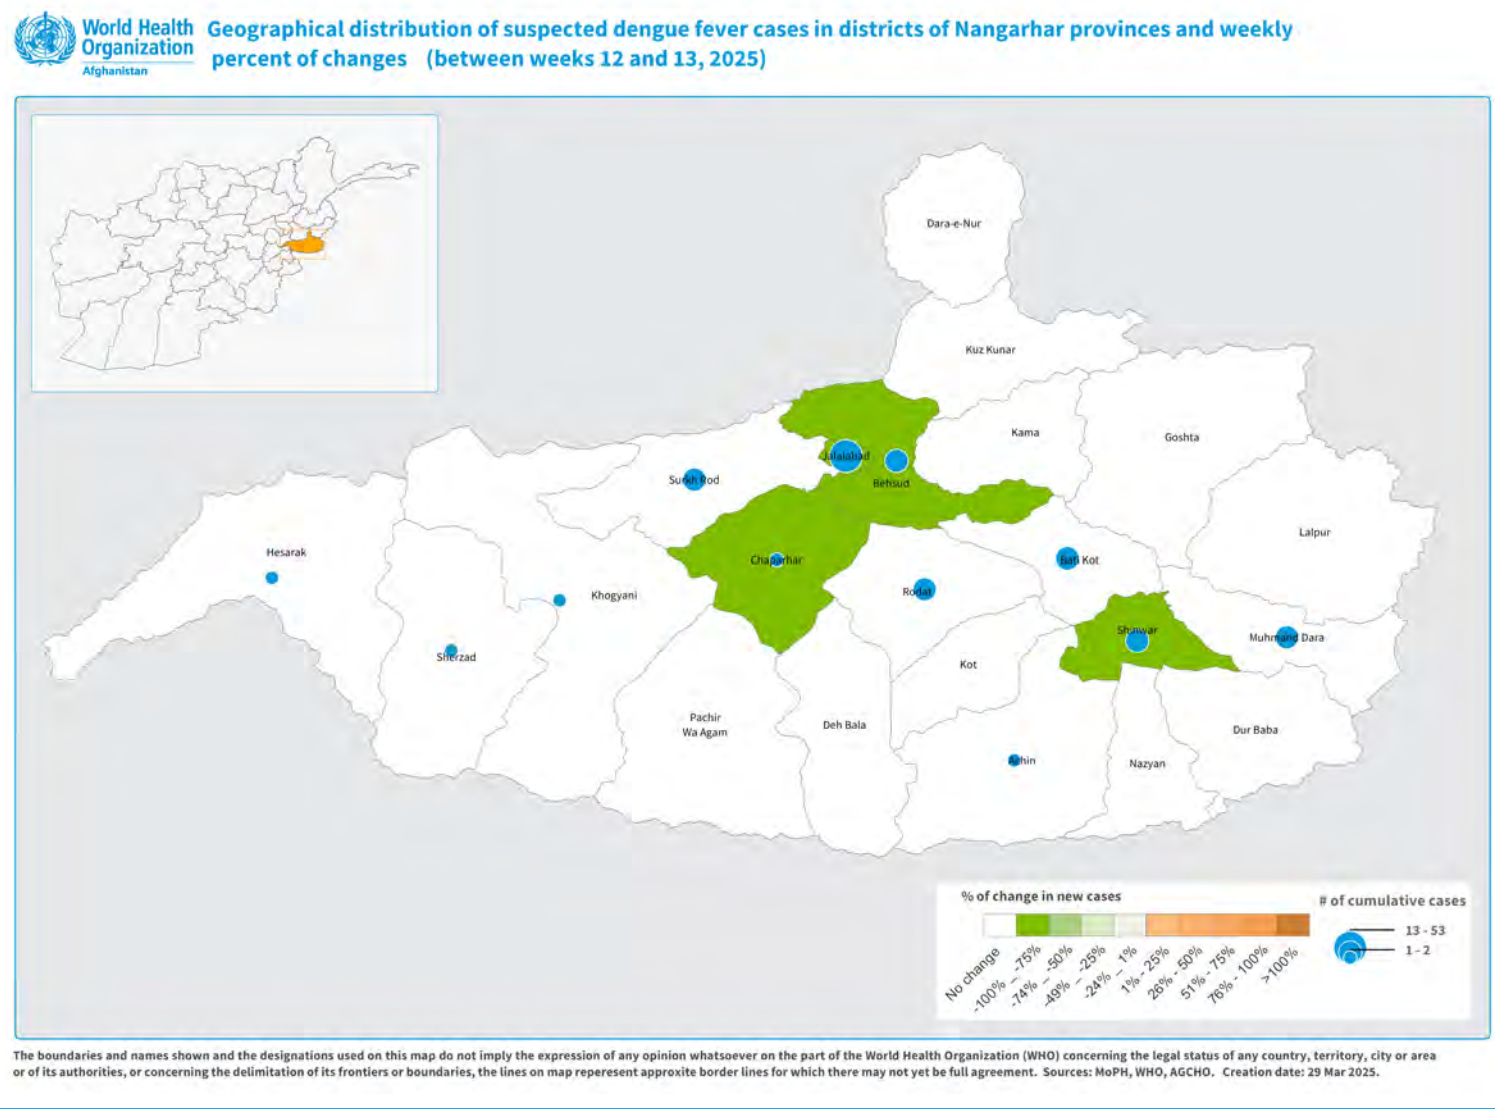 World Health
Organization
Afghanistan
Geographical distribution of suspected dengue fever cases in districts of Nangarhar provinces and weekly
percent of changes (between weeks 12 and 13, 2025)
Dara-e-Nur
Kuz Kunar
Kama
Goshta
Jalalabad
Surkh Rod
Behsud
Lalpur
Hesarak
Chaparhar
Bati Kot
Khogyani
Rodat
Shinwar
Muhmand Dara
Sherzad
Kot
Pachir
Wa Agam
Deh Bala
Dur Baba
Achin
Nazyan
% of change in new cases
No change
-100% _ -75%
-74% _ -50%
-49% _ -25%
-24% _ 1%
1% - 25%
26% - 50%
51% - 75%
76% - 100%
>100%
# of cumulative cases
13 - 53
1 - 2
The boundaries and names shown and the designations used on this map do not imply the expression of any opinion whatsoever on the part of the World Health Organization (WHO) concerning the legal status of any country, territory, city or area
or of its authorities, or concerning the delimitation of its frontiers or boundaries, the lines on map reperesent approxite border lines for which there may not yet be full agreement. Sources: MoPH, WHO, AGCHO. Creation date: 29 Mar 2025.